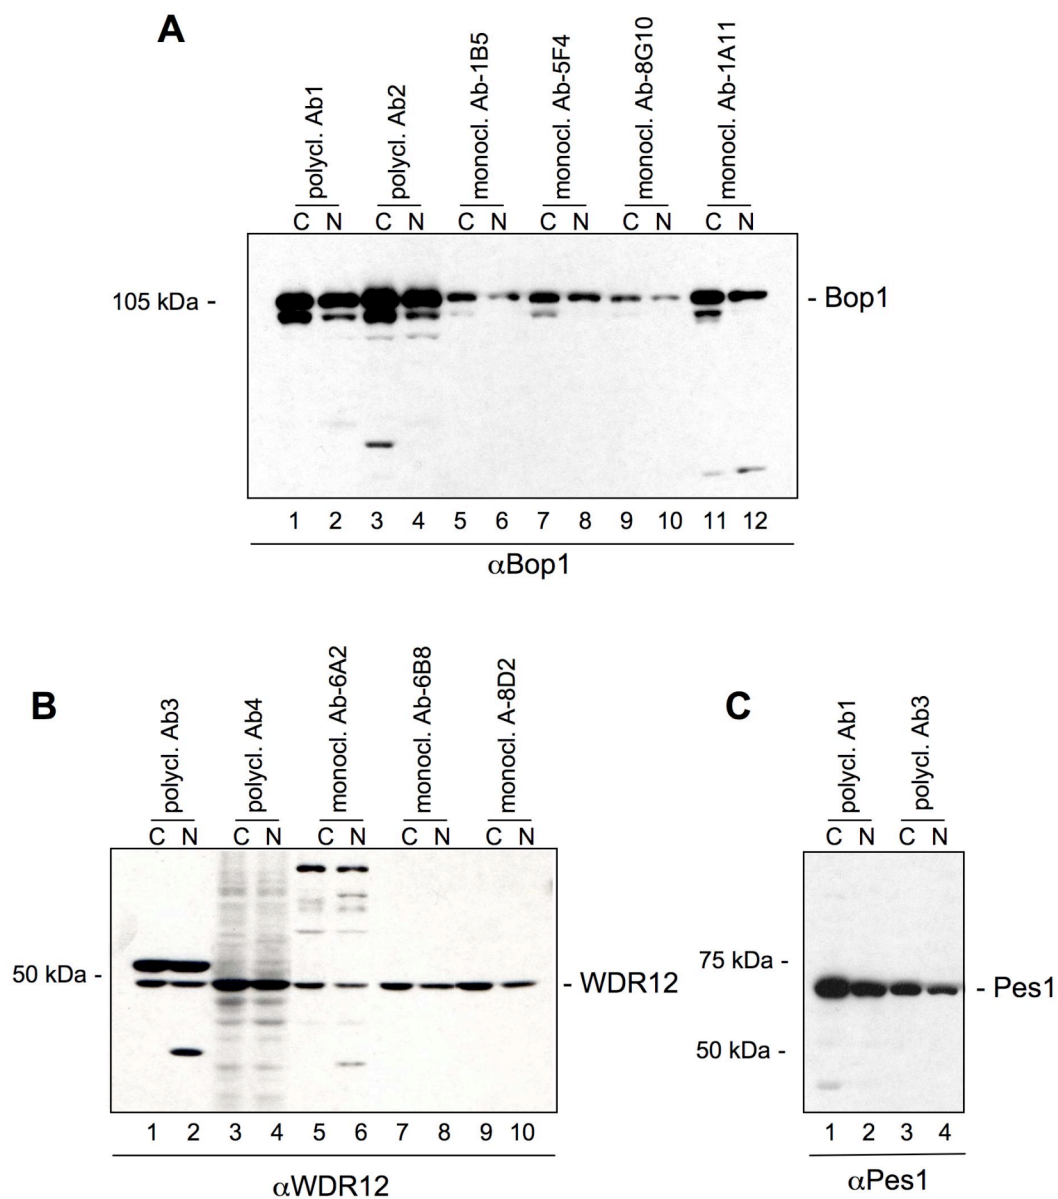 A
polycl. Ab1
polycl. Ab2
monocl. Ab-1B5
monocl. Ab-5F4
monocl. Ab-8G10
monocl. Ab-1A11
C N C N C N C N C N C N
105 kDa -
- Bop1
1 2 3 4 5 6 7 8 9 10 11 12
αBop1
B
polycl. Ab3
polycl. Ab4
monocl. Ab-6A2
monocl. Ab-6B8
monocl. A-8D2
C N C N C N C N C N
50 kDa -
- WDR12
1 2 3 4 5 6 7 8 9 10
αWDR12
C
polycl. Ab1
polycl. Ab3
C N C N
75 kDa -
- Pes1
50 kDa -
1 2 3 4
αPes1